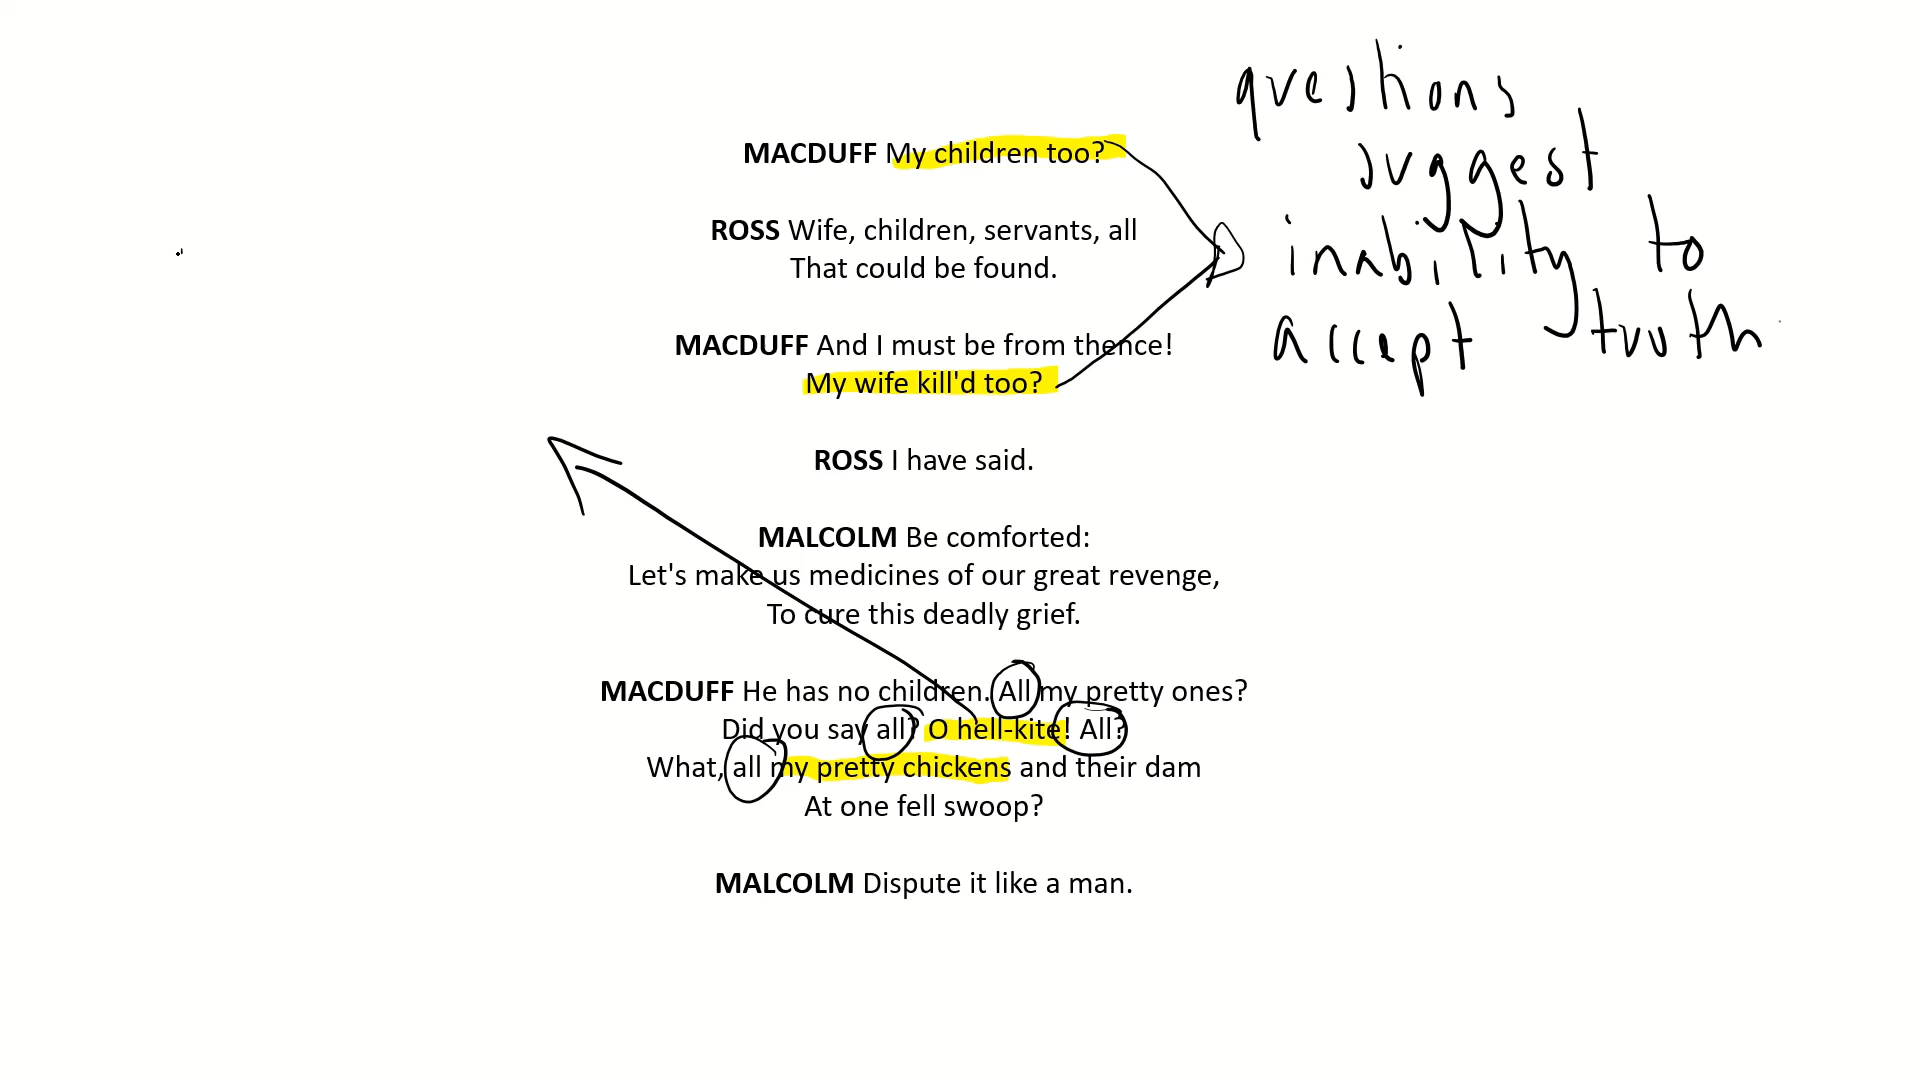 questions
suggest
inability to
accept truth
MACDUFF My children too?
ROSS Wife, children, servants, all
That could be found.
MACDUFF And I must be from thence!
My wife kill'd too?
ROSS I have said.
MALCOLM Be comforted:
Let's make us medicines of our great revenge,
To cure this deadly grief.
MACDUFF He has no children. All my pretty ones?
Did you say all? O hell-kite! All?
What, all my pretty chickens and their dam
At one fell swoop?
MALCOLM Dispute it like a man.